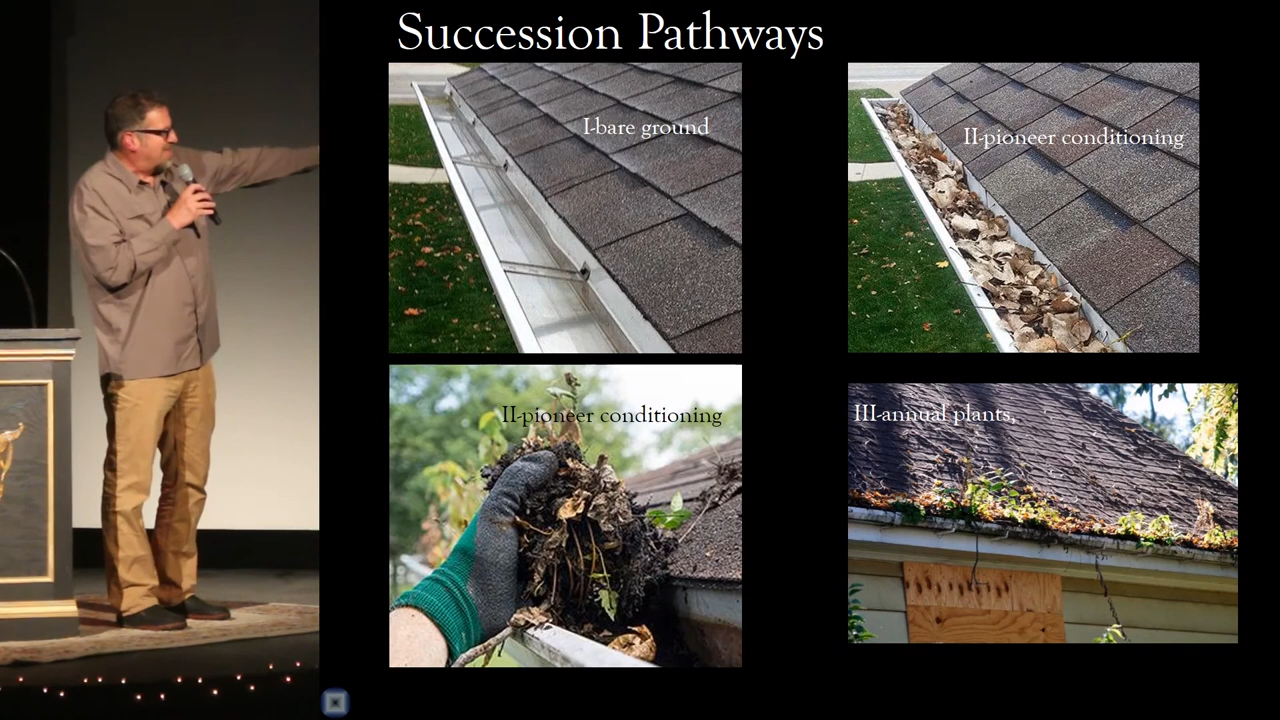 Succession Pathways
I-bare ground
II-pioneer conditioning
II-pioneer conditioning
III-annual plants,